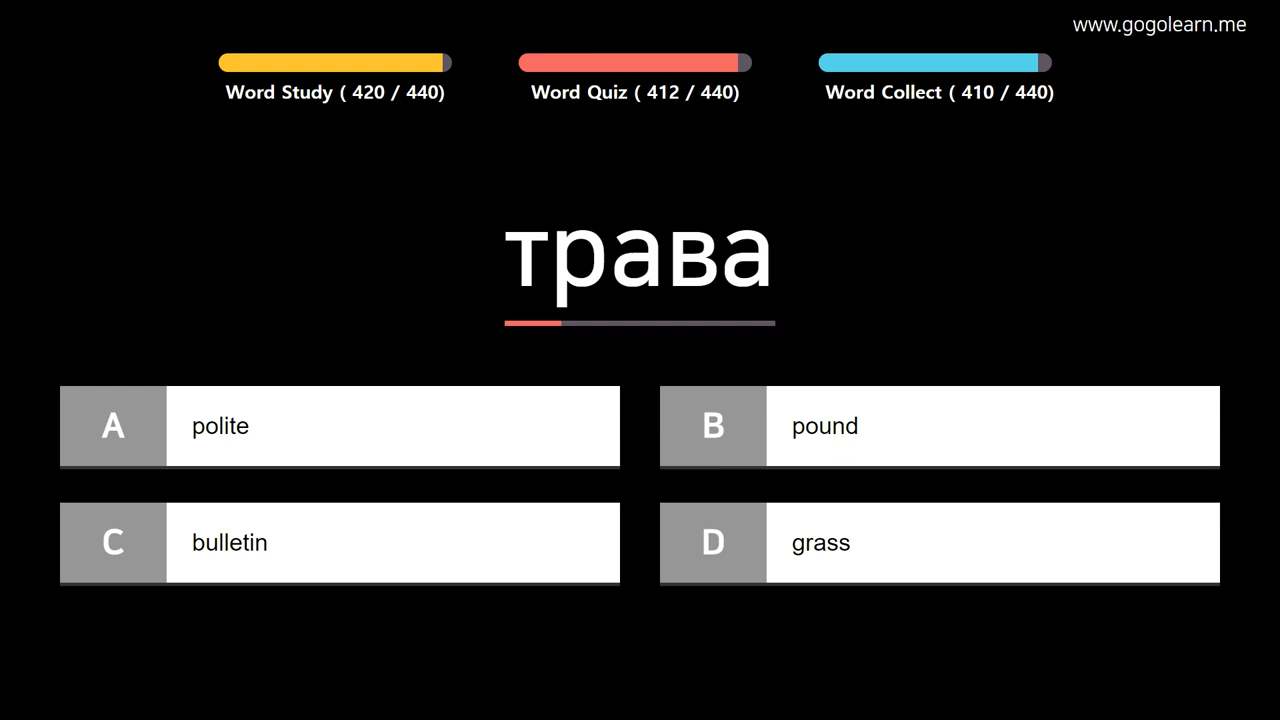 www.gogolearn.me
Word Study ( 420 / 440)
Word Quiz ( 412 / 440)
Word Collect ( 410 / 440)
трава
A polite
B pound
C bulletin
D grass